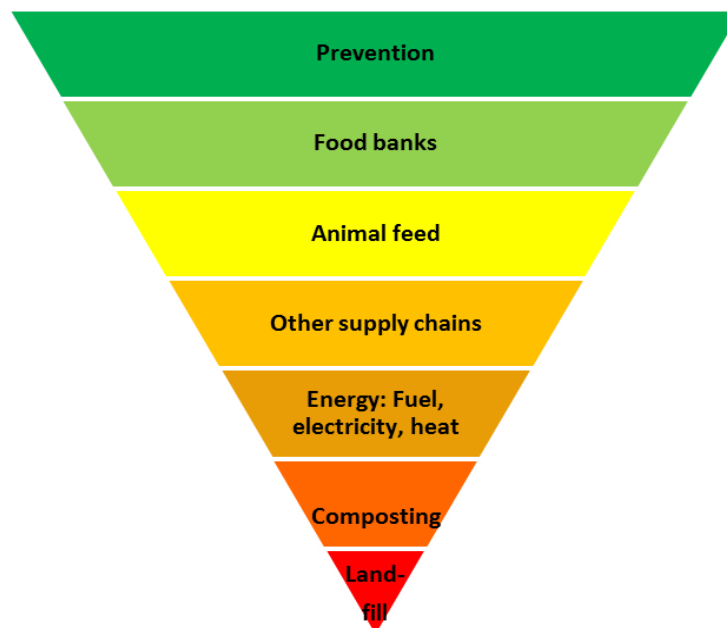 Prevention
Food banks
Animal feed
Other supply chains
Energy: Fuel,
electricity, heat
Composting
Land-
fill